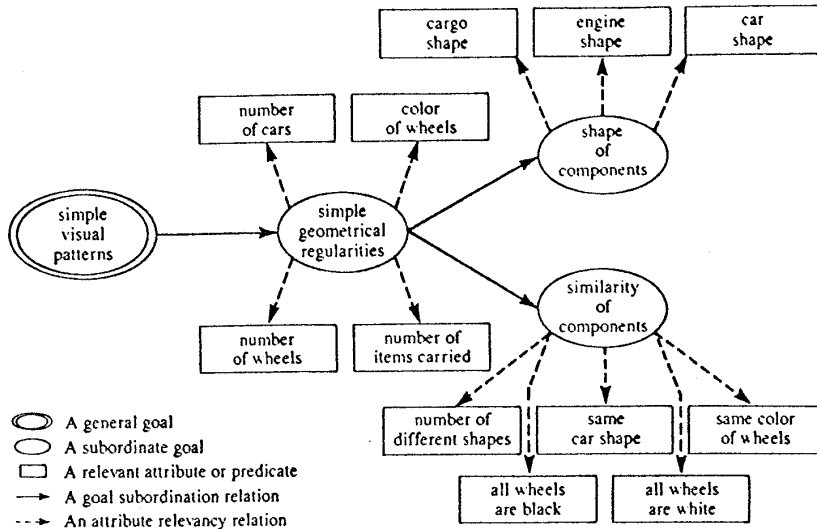 cargo
shape
engine
shape
car
shape
number
of cars
color
of wheels
shape
of
components
simple
visual
patterns
simple
geometrical
regularities
number
of wheels
number of
items carried
similarity
of
components
number of
different shapes
same
car shape
same color
of wheels
all wheels
are black
all wheels
are white
A general goal
A subordinate goal
A relevant attribute or predicate
A goal subordination relation
An attribute relevancy relation